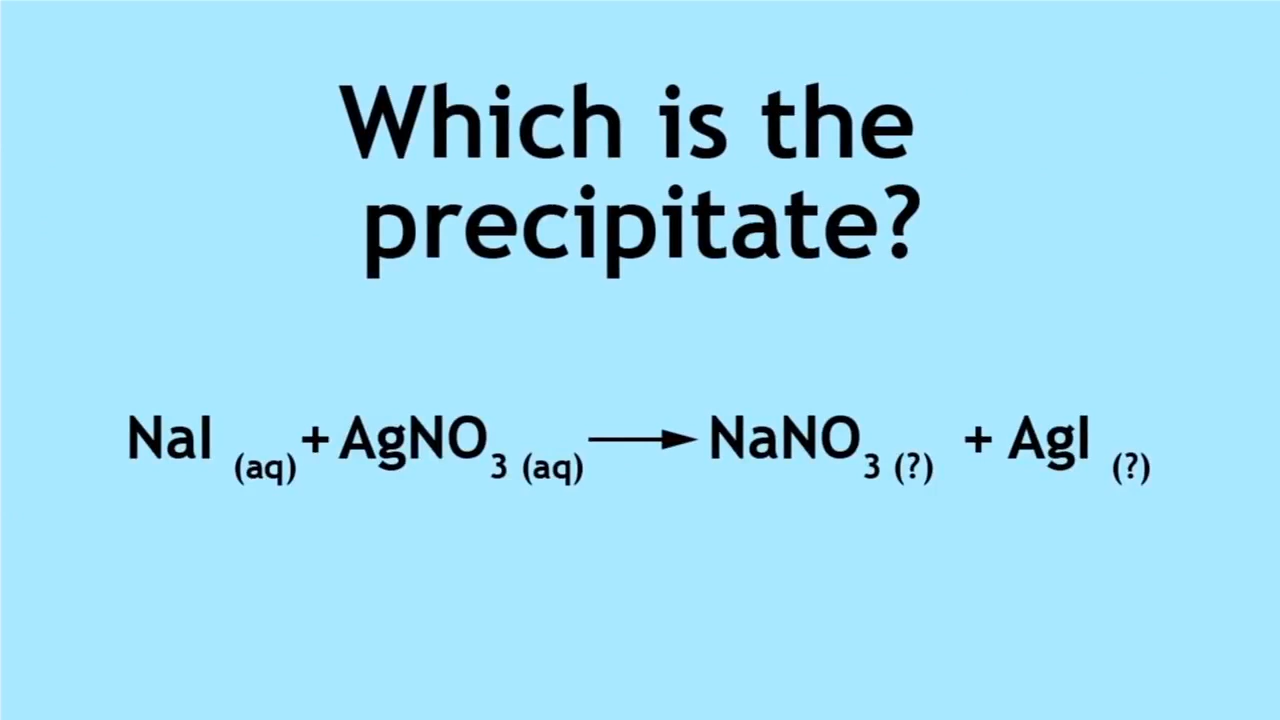 Which is the
precipitate?
NaI (aq) + AgNO3 (aq) ⟶ NaNO3 (?) + AgI (?)